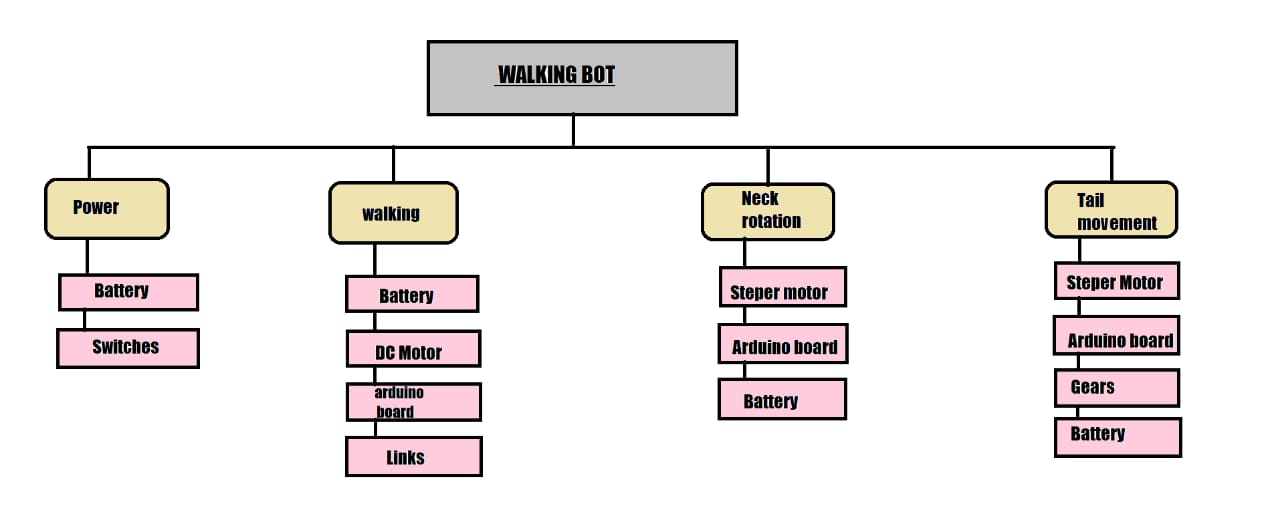 WALKING BOT
Power
Battery
Switches
walking
Battery
DC Motor
arduino
board
Links
Neck
rotation
Steper motor
Arduino board
Battery
Tail
movement
Steper Motor
Arduino board
Gears
Battery